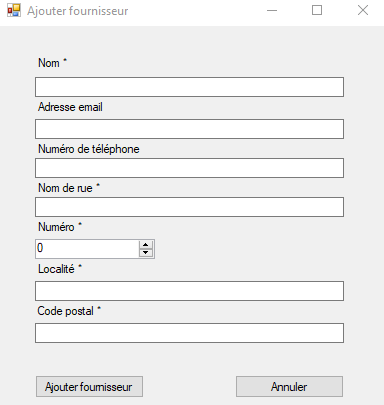 Ajouter fournisseur
Nom *
Adresse email
Numéro de téléphone
Nom de rue *
Numéro *
0
Localité *
Code postal *
Ajouter fournisseur
Annuler